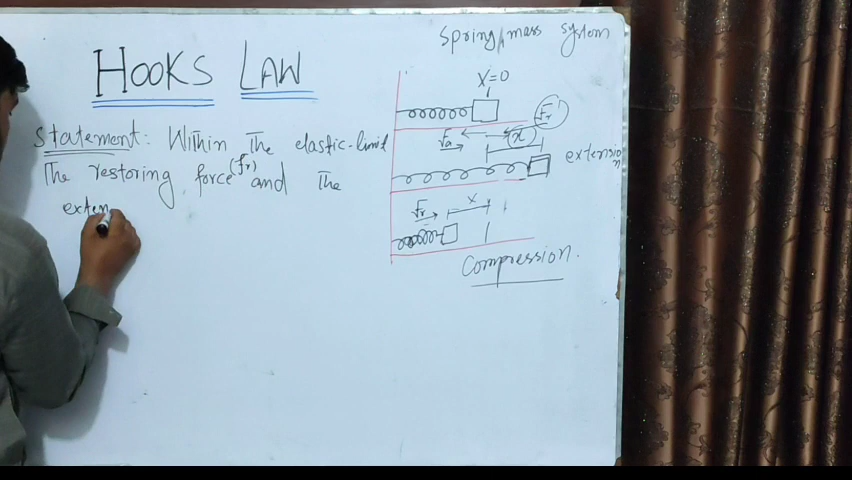 Spring mass system
HOOKS LAW
Statement: Within The elastic-limit
The restoring force (Fr) and The
exten
X=0
Fr
Fr (x)
extension
Fr x
Compression.